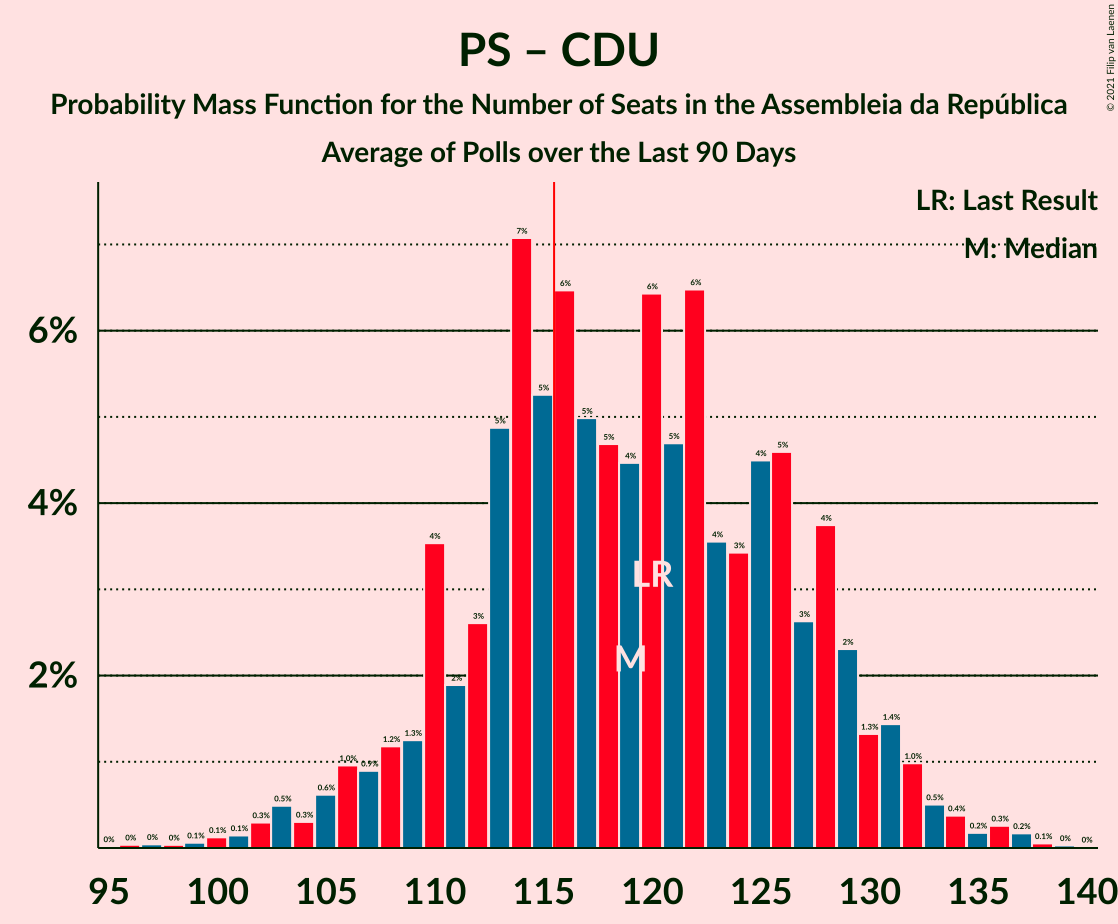 PS – CDU
Probability Mass Function for the Number of Seats in the Assembleia da República
Average of Polls over the Last 90 Days
© 2021 Filip van Laenen
LR: Last Result
M: Median
6%
4%
2%
0% 0% 0% 0% 0.1% 0.1% 0.1% 0.3% 0.5% 0.3% 0.6% 1.0% 0.9% 1.2% 1.3% 4% 2% 3% 5% 7% 5% 6% 5% 5% 4% 6% 5% 6% 4% 3% 4% 5% 3% 4% 2% 1.3% 1.4% 1.0% 0.5% 0.4% 0.2% 0.3% 0.2% 0.1% 0% 0%
LR
M
95 100 105 110 115 120 125 130 135 140